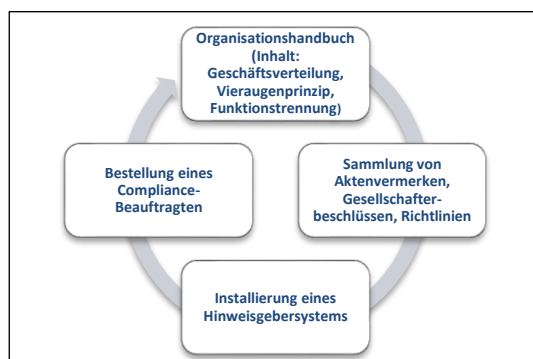 Organisationshandbuch
(Inhalt:
Geschäftsverteilung,
Vieraugenprinzip,
Funktionstrennung)
Sammlung von
Aktenvermerken,
Gesellschafter-
beschlüssen, Richtlinien
Installierung eines
Hinweisgebersystems
Bestellung eines
Compliance-
Beauftragten